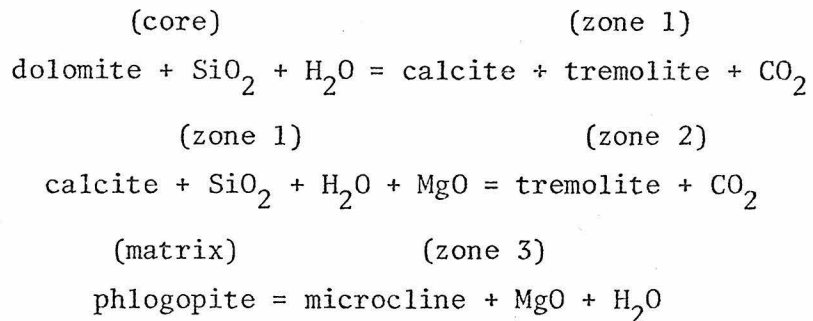 (core) (zone 1)
dolomite + SiO₂ + H₂O = calcite + tremolite + CO₂
(zone 1) (zone 2)
calcite + SiO₂ + H₂O + MgO = tremolite + CO₂
(matrix) (zone 3)
phlogopite = microcline + MgO + H₂O